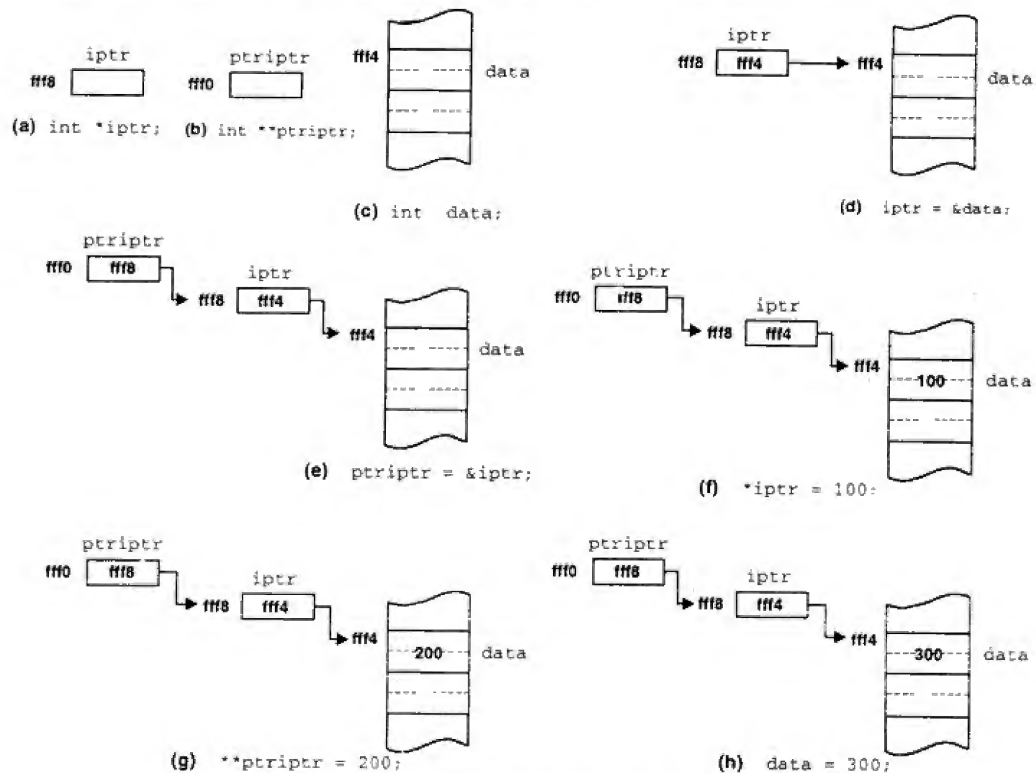 iptr
fff8
(a) int *iptr;
ptriptr
fff0
(b) int **ptriptr;
fff4
data
(c) int data;
iptr
fff8 fff4 fff4
data
(d) iptr = &data;
ptriptr
fff0 fff8
iptr
fff8 fff4
fff4
data
(e) ptriptr = &iptr;
ptriptr
fff0 fff8
iptr
fff8 fff4
fff4
100 data
(f) *iptr = 100;
ptriptr
fff0 fff8
iptr
fff8 fff4
fff4
200 data
(g) **ptriptr = 200;
ptriptr
fff0 fff8
iptr
fff8 fff4
fff4
300 data
(h) data = 300;